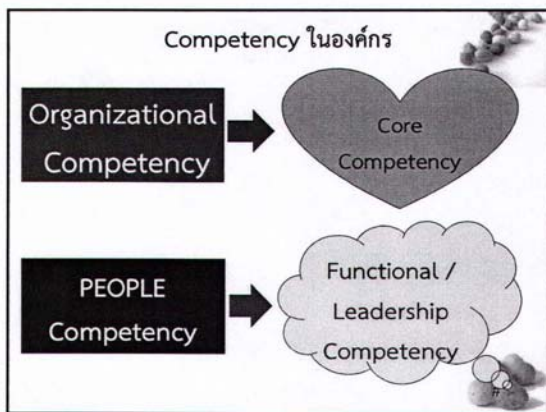 Competency ในองค์กร
Organizational
Competency
Core
Competency
PEOPLE
Competency
Functional /
Leadership
Competency
#